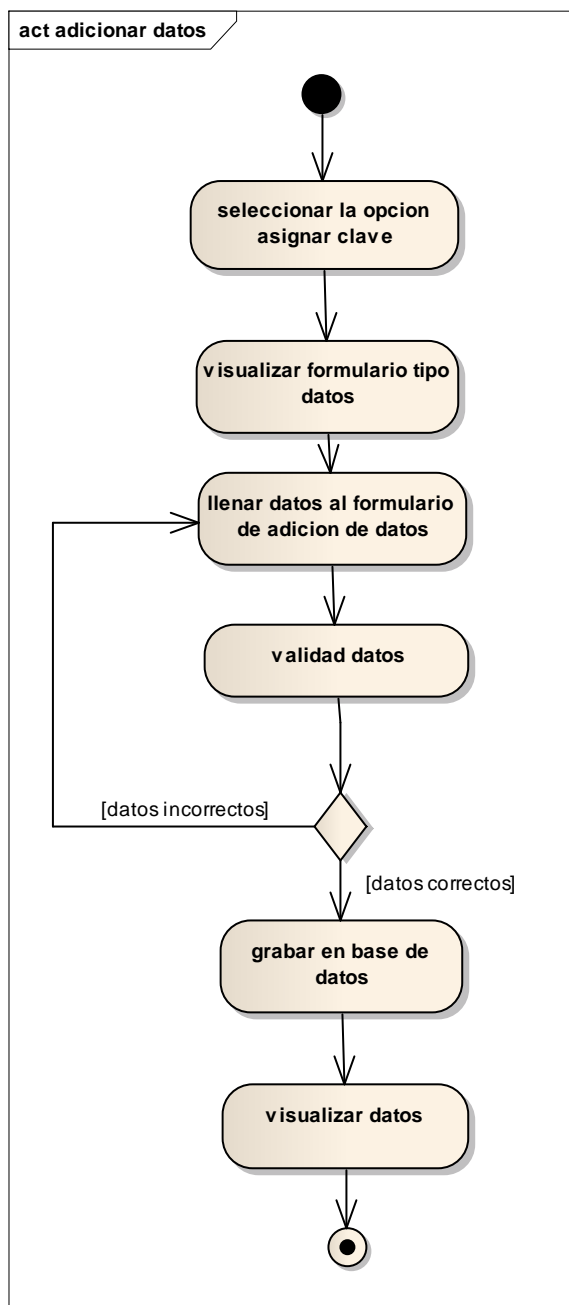 act adicionar datos
seleccionar la opcion
asignar clave
visualizar formulario tipo
datos
llenar datos al formulario
de adicion de datos
validad datos
[datos incorrectos]
[datos correctos]
grabar en base de
datos
visualizar datos